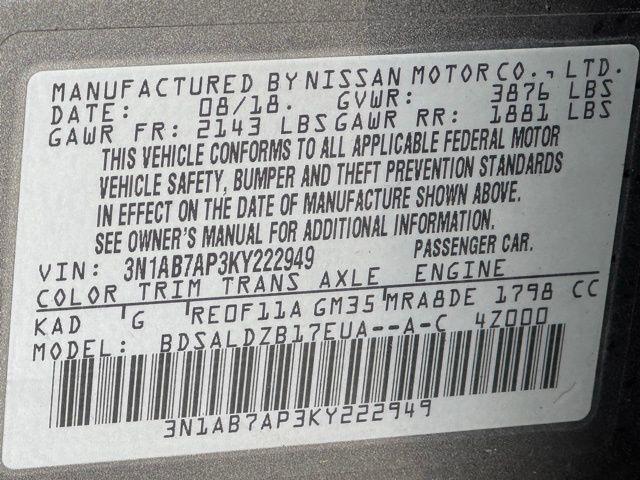 MANUFACTURED BY NISSAN MOTOR CO., LTD.
DATE: 08/18. GVWR: 3876 LBS
GAWR FR: 2143 LBS GAWR RR: 1881 LBS
THIS VEHICLE CONFORMS TO ALL APPLICABLE FEDERAL MOTOR
VEHICLE SAFETY, BUMPER AND THEFT PREVENTION STANDARDS
IN EFFECT ON THE DATE OF MANUFACTURE SHOWN ABOVE.
SEE OWNER'S MANUAL FOR ADDITIONAL INFORMATION.
VIN: 3N1AB7AP3KY222949 PASSENGER CAR.
COLOR TRIM TRANS AXLE ENGINE
KAD G RE0F11A GM35 MRA8DE 1798 CC
MODEL: BDSALDZB17EUA--A-C 4Z000
3N1AB7AP3KY222949